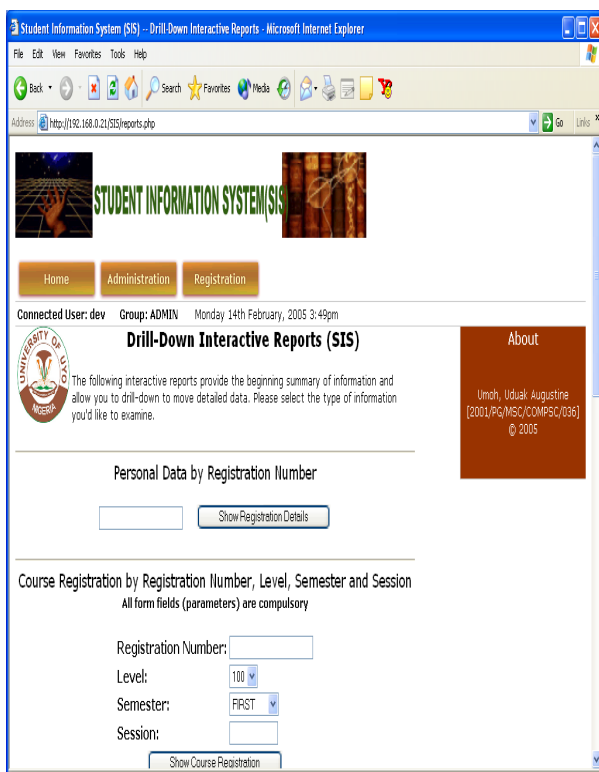 Student Information System (SIS) -- Drill-Down Interactive Reports - Microsoft Internet Explorer
File Edit View Favorites Tools Help
Back Search Favorites Media
Address http://192.168.0.21/SIS/reports.php Go Links
STUDENT INFORMATION SYSTEM(SIS
Home Administration Registration
Connected User: dev Group: ADMIN Monday 14th February, 2005 3:49pm
UNIVERSITY OF UYO
NIGERIA
Drill-Down Interactive Reports (SIS)
The following interactive reports provide the beginning summary of information and
allow you to drill-down to move detailed data. Please select the type of information
you'd like to examine.
About
Umoh, Uduak Augustine
[2001/PG/MSC/COMPSC/036]
© 2005
Personal Data by Registration Number
Show Registration Details
Course Registration by Registration Number, Level, Semester and Session
All form fields (parameters) are compulsory
Registration Number:
Level: 100
Semester: FIRST
Session:
Show Course Registration